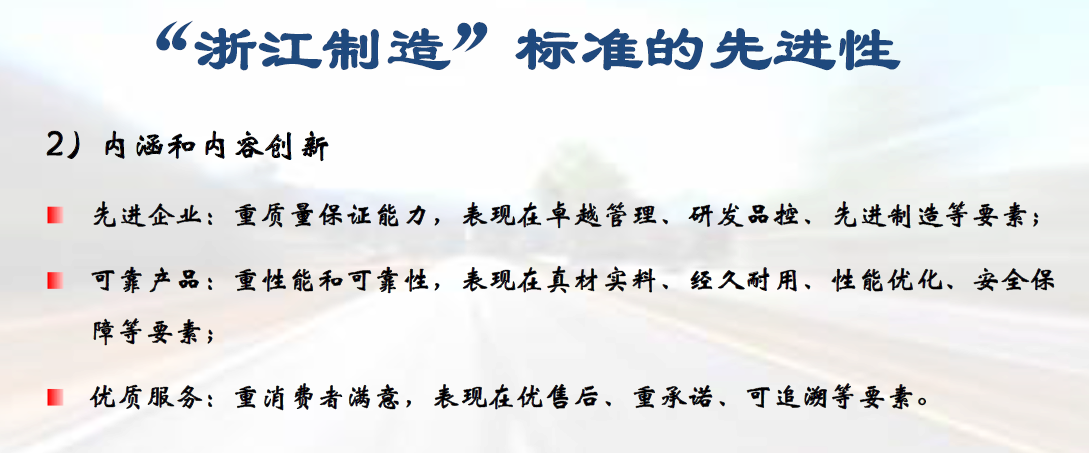 “浙江制造”标准的先进性
2）内涵和内容创新
先进企业：重质量保证能力，表现在卓越管理、研发品控、先进制造等要素；
可靠产品：重性能和可靠性，表现在真材实料、经久耐用、性能优化、安全保
障等要素；
优质服务：重消费者满意，表现在优售后、重承诺、可追溯等要素。